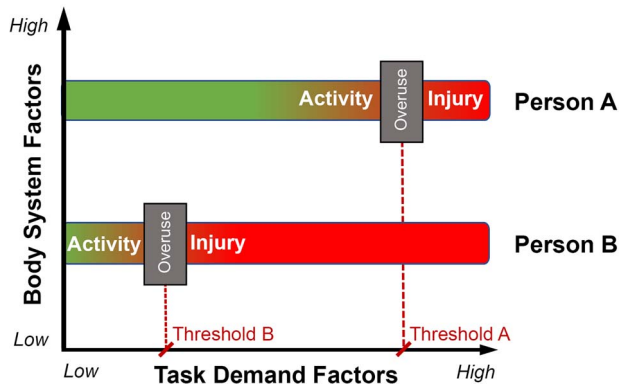 High
Body System Factors
Activity
Overuse
Injury
Person A
Activity
Overuse
Injury
Person B
Threshold B
Threshold A
Low
Low
Task Demand Factors
High